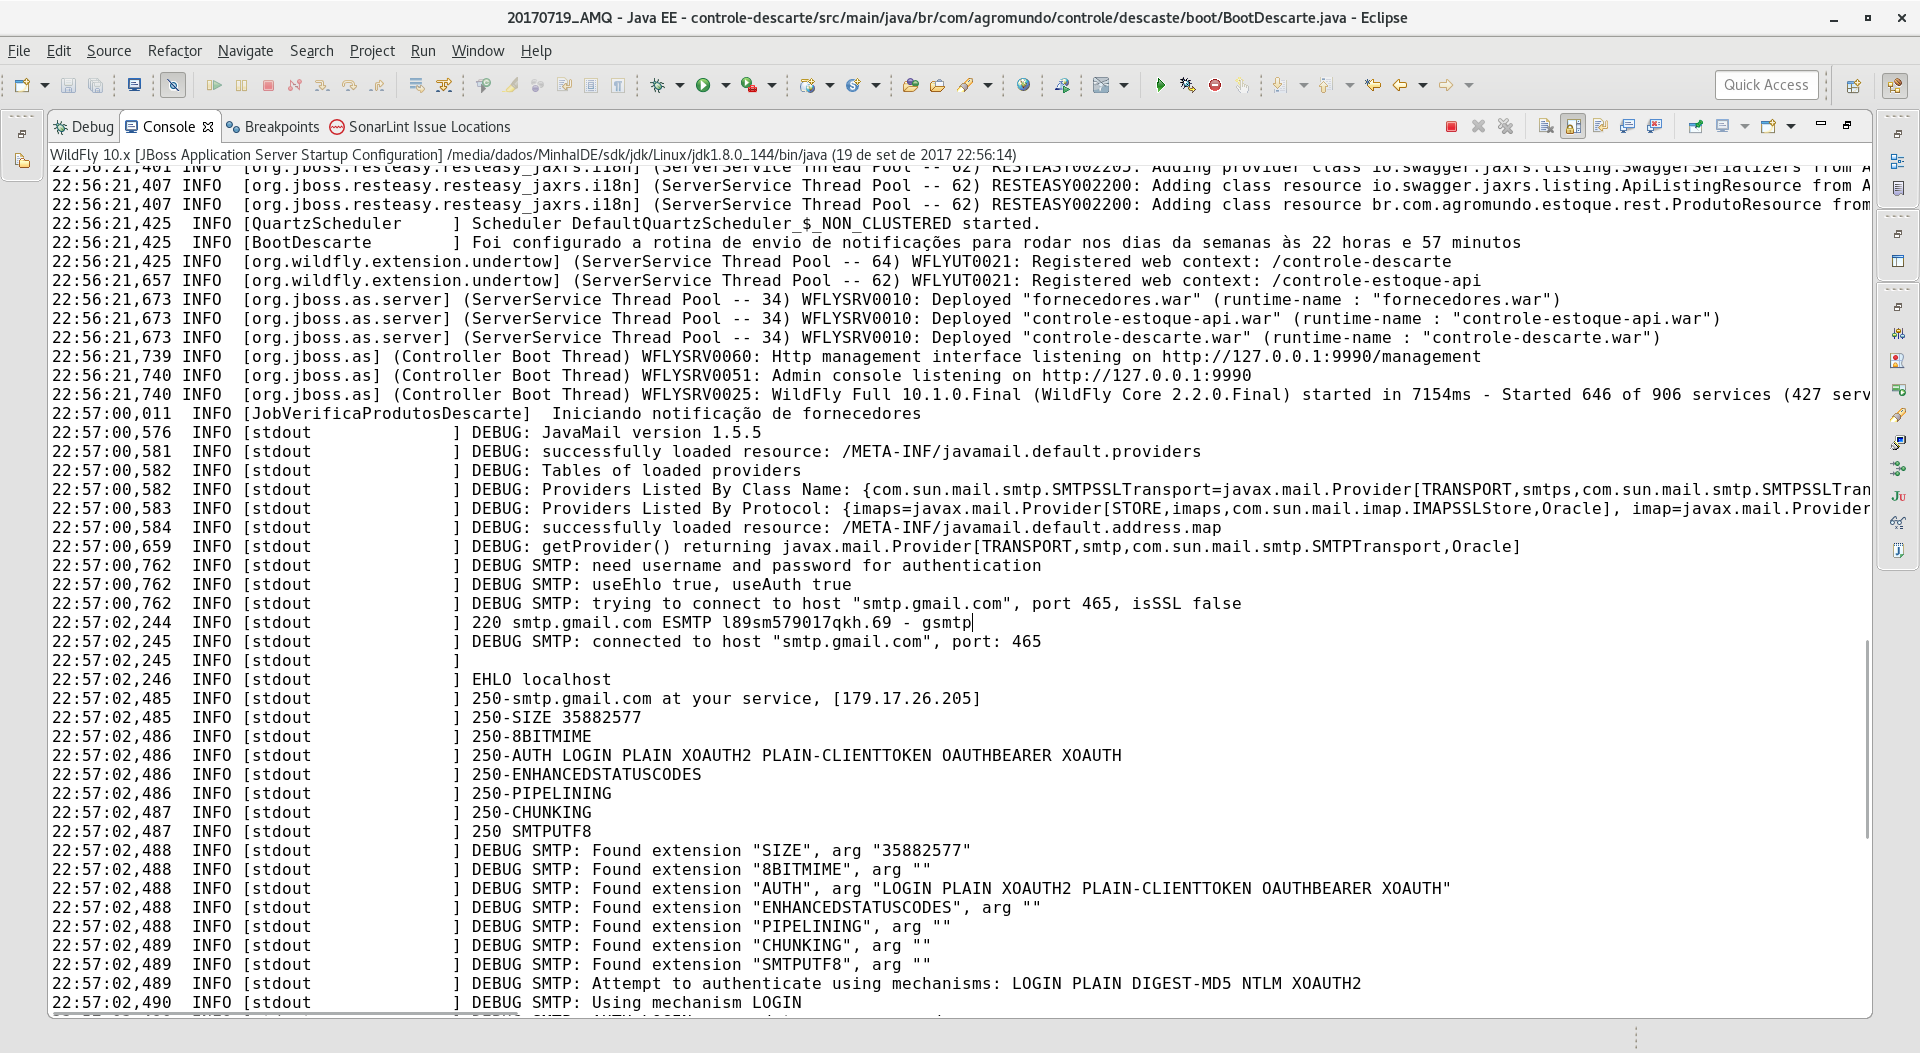 20170719_AMQ - Java EE - controle-descarte/src/main/java/br/com/agromundo/controle/descaste/boot/BootDescarte.java - Eclipse
File Edit Source Refactor Navigate Search Project Run Window Help
Quick Access
Debug Console Breakpoints SonarLint Issue Locations
WildFly 10.x [JBoss Application Server Startup Configuration] /media/dados/MinhaIDE/sdk/jdk/Linux/jdk1.8.0_144/bin/java (19 de set de 2017 22:56:14)
22:56:21,401 INFO [org.jboss.resteasy.resteasy_jaxrs.i18n] (ServerService Thread Pool -- 62) RESTEASY002205: Adding provider class io.swagger.jaxrs.listing.SwaggerSerializers from A
22:56:21,407 INFO [org.jboss.resteasy.resteasy_jaxrs.i18n] (ServerService Thread Pool -- 62) RESTEASY002200: Adding class resource io.swagger.jaxrs.listing.ApiListingResource from A
22:56:21,407 INFO [org.jboss.resteasy.resteasy_jaxrs.i18n] (ServerService Thread Pool -- 62) RESTEASY002200: Adding class resource br.com.agromundo.estoque.rest.ProdutoResource from
22:56:21,425 INFO [QuartzScheduler ] Scheduler DefaultQuartzScheduler_$_NON_CLUSTERED started.
22:56:21,425 INFO [BootDescarte ] Foi configurado a rotina de envio de notificações para rodar nos dias da semanas às 22 horas e 57 minutos
22:56:21,425 INFO [org.wildfly.extension.undertow] (ServerService Thread Pool -- 64) WFLYUT0021: Registered web context: /controle-descarte
22:56:21,657 INFO [org.wildfly.extension.undertow] (ServerService Thread Pool -- 62) WFLYUT0021: Registered web context: /controle-estoque-api
22:56:21,673 INFO [org.jboss.as.server] (ServerService Thread Pool -- 34) WFLYSRV0010: Deployed "fornecedores.war" (runtime-name : "fornecedores.war")
22:56:21,673 INFO [org.jboss.as.server] (ServerService Thread Pool -- 34) WFLYSRV0010: Deployed "controle-estoque-api.war" (runtime-name : "controle-estoque-api.war")
22:56:21,673 INFO [org.jboss.as.server] (ServerService Thread Pool -- 34) WFLYSRV0010: Deployed "controle-descarte.war" (runtime-name : "controle-descarte.war")
22:56:21,739 INFO [org.jboss.as] (Controller Boot Thread) WFLYSRV0060: Http management interface listening on http://127.0.0.1:9990/management
22:56:21,740 INFO [org.jboss.as] (Controller Boot Thread) WFLYSRV0051: Admin console listening on http://127.0.0.1:9990
22:56:21,740 INFO [org.jboss.as] (Controller Boot Thread) WFLYSRV0025: WildFly Full 10.1.0.Final (WildFly Core 2.2.0.Final) started in 7154ms - Started 646 of 906 services (427 serv
22:57:00,011 INFO [JobVerificaProdutosDescarte] Iniciando notificação de fornecedores
22:57:00,576 INFO [stdout ] DEBUG: JavaMail version 1.5.5
22:57:00,581 INFO [stdout ] DEBUG: successfully loaded resource: /META-INF/javamail.default.providers
22:57:00,582 INFO [stdout ] DEBUG: Tables of loaded providers
22:57:00,582 INFO [stdout ] DEBUG: Providers Listed By Class Name: {com.sun.mail.smtp.SMTPSSLTransport=javax.mail.Provider[TRANSPORT,smtps,com.sun.mail.smtp.SMTPSSLTran
22:57:00,583 INFO [stdout ] DEBUG: Providers Listed By Protocol: {imaps=javax.mail.Provider[STORE,imaps,com.sun.mail.imap.IMAPSSLStore,Oracle], imap=javax.mail.Provider
22:57:00,584 INFO [stdout ] DEBUG: successfully loaded resource: /META-INF/javamail.default.address.map
22:57:00,659 INFO [stdout ] DEBUG: getProvider() returning javax.mail.Provider[TRANSPORT,smtp,com.sun.mail.smtp.SMTPTransport,Oracle]
22:57:00,762 INFO [stdout ] DEBUG SMTP: need username and password for authentication
22:57:00,762 INFO [stdout ] DEBUG SMTP: useEhlo true, useAuth true
22:57:00,762 INFO [stdout ] DEBUG SMTP: trying to connect to host "smtp.gmail.com", port 465, isSSL false
22:57:02,244 INFO [stdout ] 220 smtp.gmail.com ESMTP l89sm579017qkh.69 - gsmtp
22:57:02,245 INFO [stdout ] DEBUG SMTP: connected to host "smtp.gmail.com", port: 465
22:57:02,245 INFO [stdout ]
22:57:02,246 INFO [stdout ] EHLO localhost
22:57:02,485 INFO [stdout ] 250-smtp.gmail.com at your service, [179.17.26.205]
22:57:02,485 INFO [stdout ] 250-SIZE 35882577
22:57:02,486 INFO [stdout ] 250-8BITMIME
22:57:02,486 INFO [stdout ] 250-AUTH LOGIN PLAIN XOAUTH2 PLAIN-CLIENTTOKEN OAUTHBEARER XOAUTH
22:57:02,486 INFO [stdout ] 250-ENHANCEDSTATUSCODES
22:57:02,486 INFO [stdout ] 250-PIPELINING
22:57:02,487 INFO [stdout ] 250-CHUNKING
22:57:02,487 INFO [stdout ] 250 SMTPUTF8
22:57:02,488 INFO [stdout ] DEBUG SMTP: Found extension "SIZE", arg "35882577"
22:57:02,488 INFO [stdout ] DEBUG SMTP: Found extension "8BITMIME", arg ""
22:57:02,488 INFO [stdout ] DEBUG SMTP: Found extension "AUTH", arg "LOGIN PLAIN XOAUTH2 PLAIN-CLIENTTOKEN OAUTHBEARER XOAUTH"
22:57:02,488 INFO [stdout ] DEBUG SMTP: Found extension "ENHANCEDSTATUSCODES", arg ""
22:57:02,488 INFO [stdout ] DEBUG SMTP: Found extension "PIPELINING", arg ""
22:57:02,489 INFO [stdout ] DEBUG SMTP: Found extension "CHUNKING", arg ""
22:57:02,489 INFO [stdout ] DEBUG SMTP: Found extension "SMTPUTF8", arg ""
22:57:02,489 INFO [stdout ] DEBUG SMTP: Attempt to authenticate using mechanisms: LOGIN PLAIN DIGEST-MD5 NTLM XOAUTH2
22:57:02,490 INFO [stdout ] DEBUG SMTP: Using mechanism LOGIN